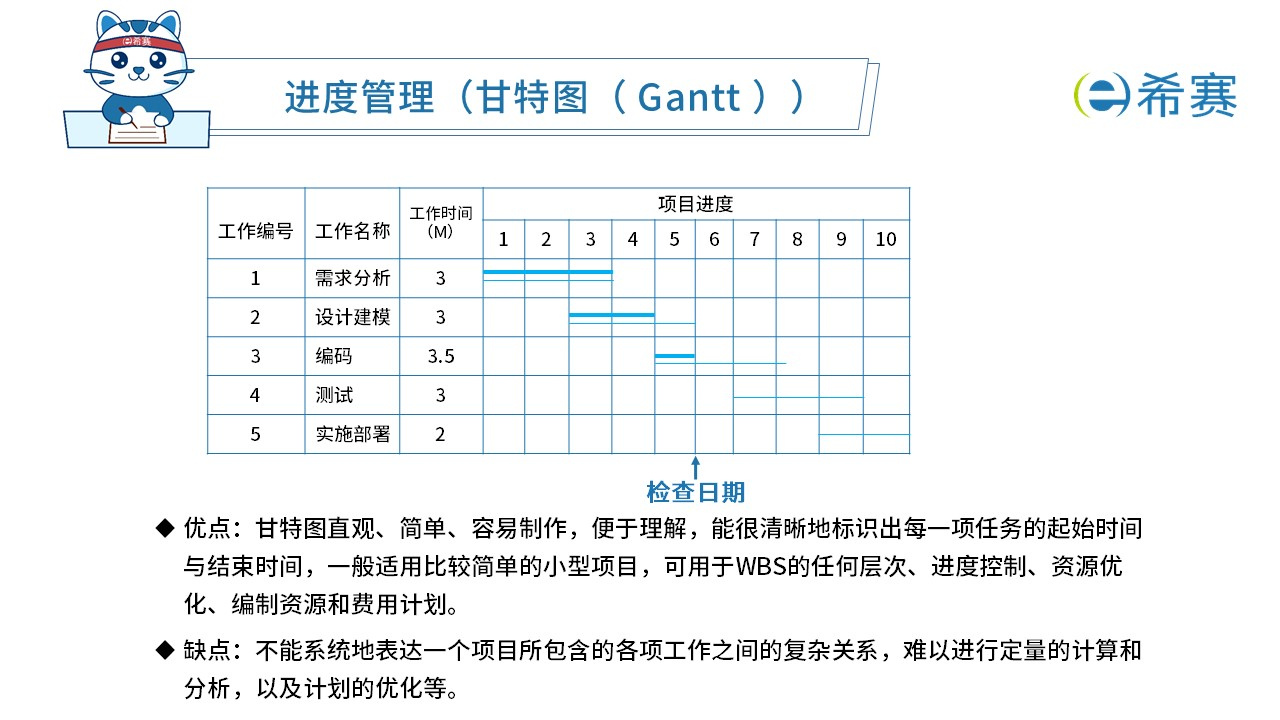 希赛
进度管理（甘特图（ Gantt ））
希赛
工作编号 工作名称 工作时间（M） 项目进度
1 2 3 4 5 6 7 8 9 10
1 需求分析 3
2 设计建模 3
3 编码 3.5
4 测试 3
5 实施部署 2
检查日期
◆ 优点：甘特图直观、简单、容易制作，便于理解，能很清晰地标识出每一项任务的起始时间
与结束时间，一般适用比较简单的小型项目，可用于WBS的任何层次、进度控制、资源优
化、编制资源和费用计划。
◆ 缺点：不能系统地表达一个项目所包含的各项工作之间的复杂关系，难以进行定量的计算和
分析，以及计划的优化等。